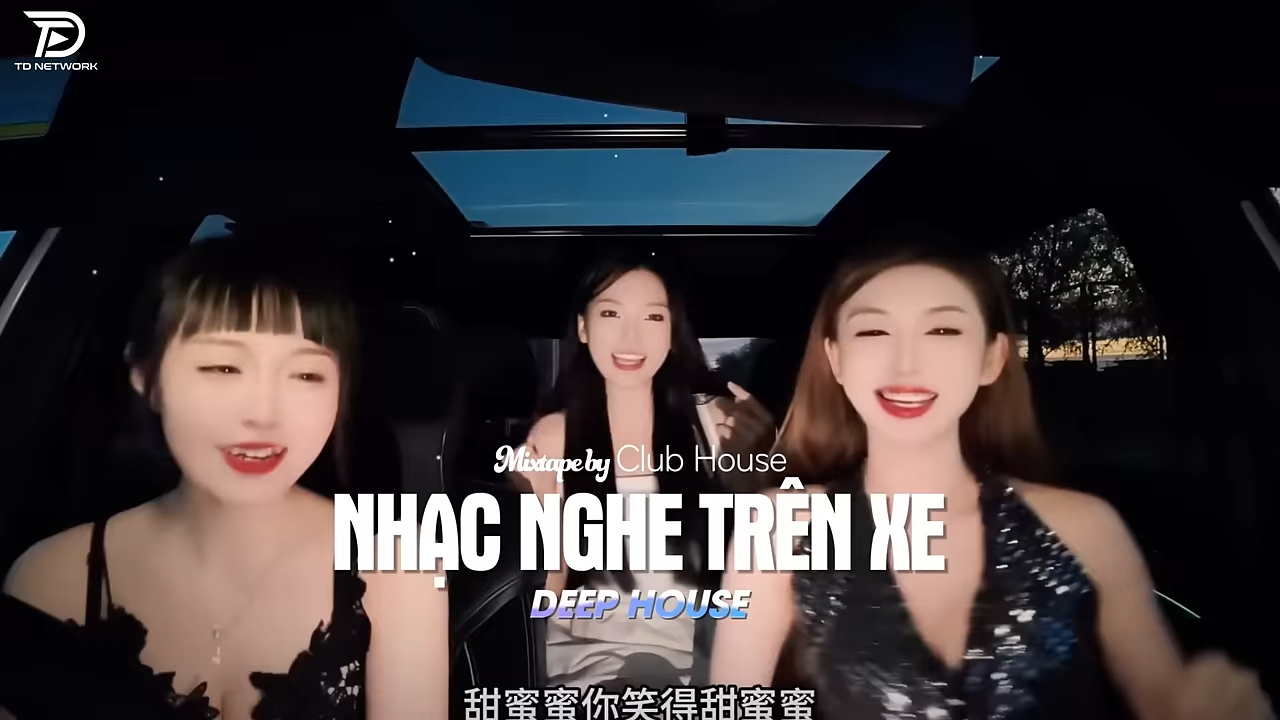 TD NETWORK
Mixtape by Club House
NHẠC NGHE TRÊN XE
DEEP HOUSE
甜蜜蜜你笑得甜蜜蜜